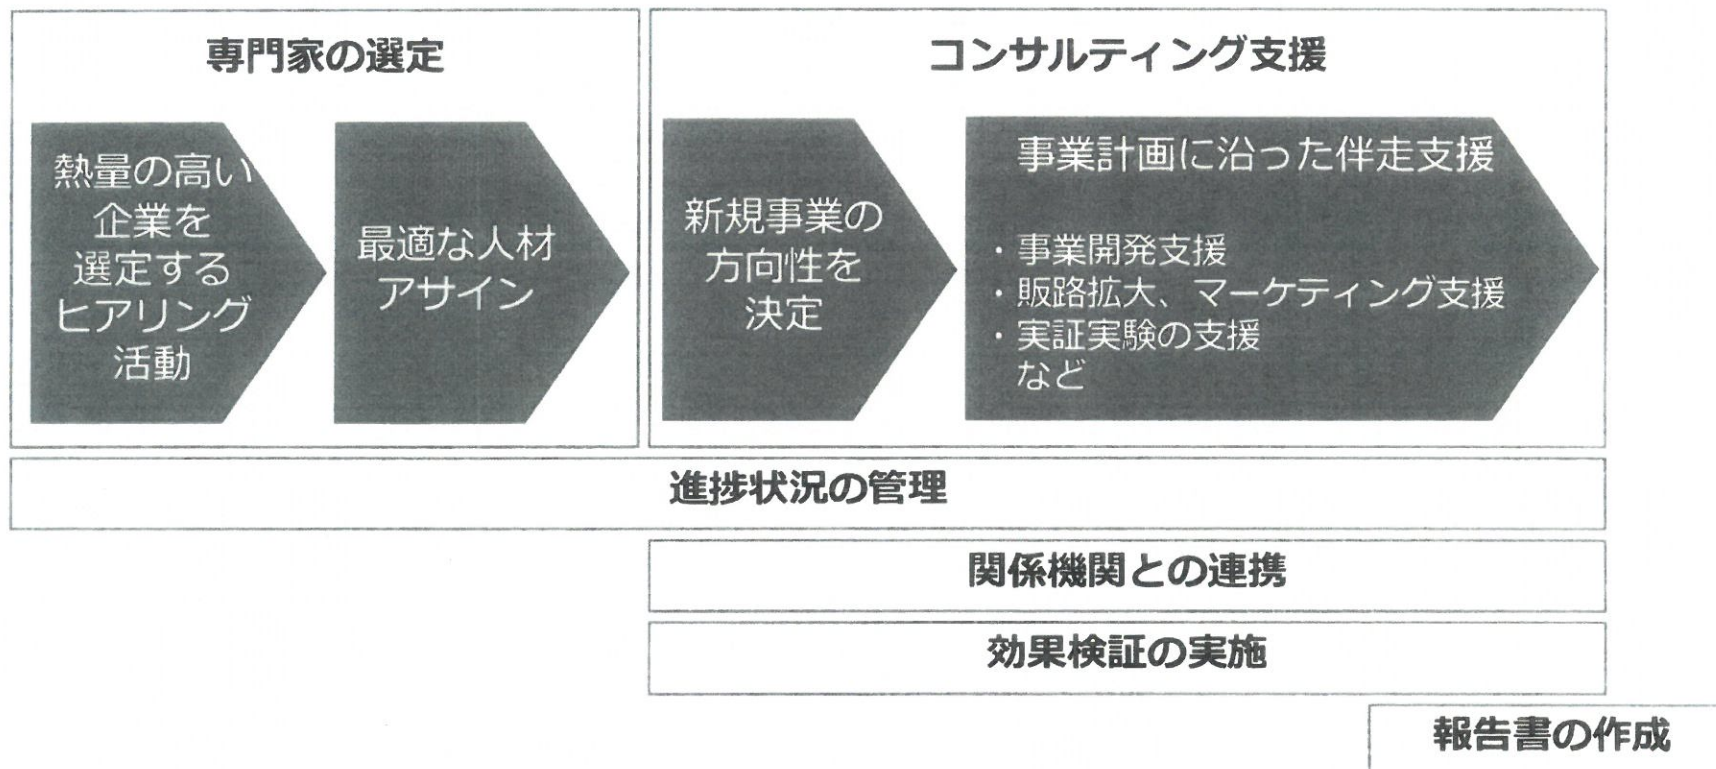 専門家の選定
熱量の高い
企業を
選定する
ヒアリング
活動
最適な人材
アサイン
コンサルティング支援
新規事業の
方向性を
決定
事業計画に沿った伴走支援
・事業開発支援
・販路拡大、マーケティング支援
・実証実験の支援
など
進捗状況の管理
関係機関との連携
効果検証の実施
報告書の作成